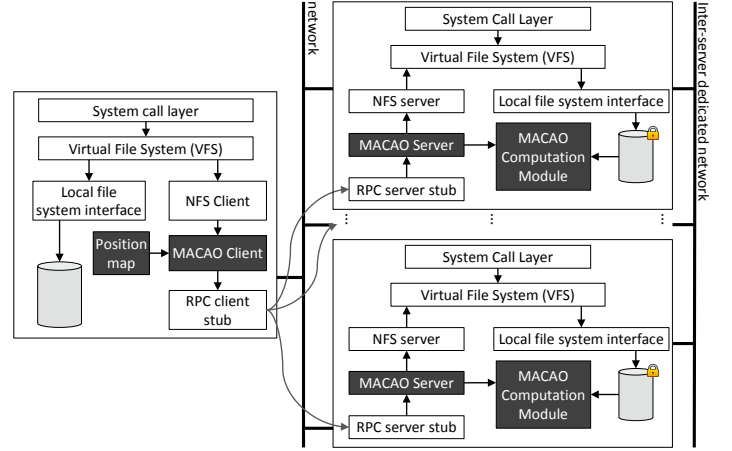 System call layer
Virtual File System (VFS)
Local file
system interface
NFS Client
Position
map
MACAO Client
RPC client
stub
network
System Call Layer
Virtual File System (VFS)
NFS server
Local file system interface
MACAO Server
MACAO
Computation
Module
RPC server stub
... ... ...
System Call Layer
Virtual File System (VFS)
NFS server
Local file system interface
MACAO Server
MACAO
Computation
Module
RPC server stub
Inter-server dedicated network